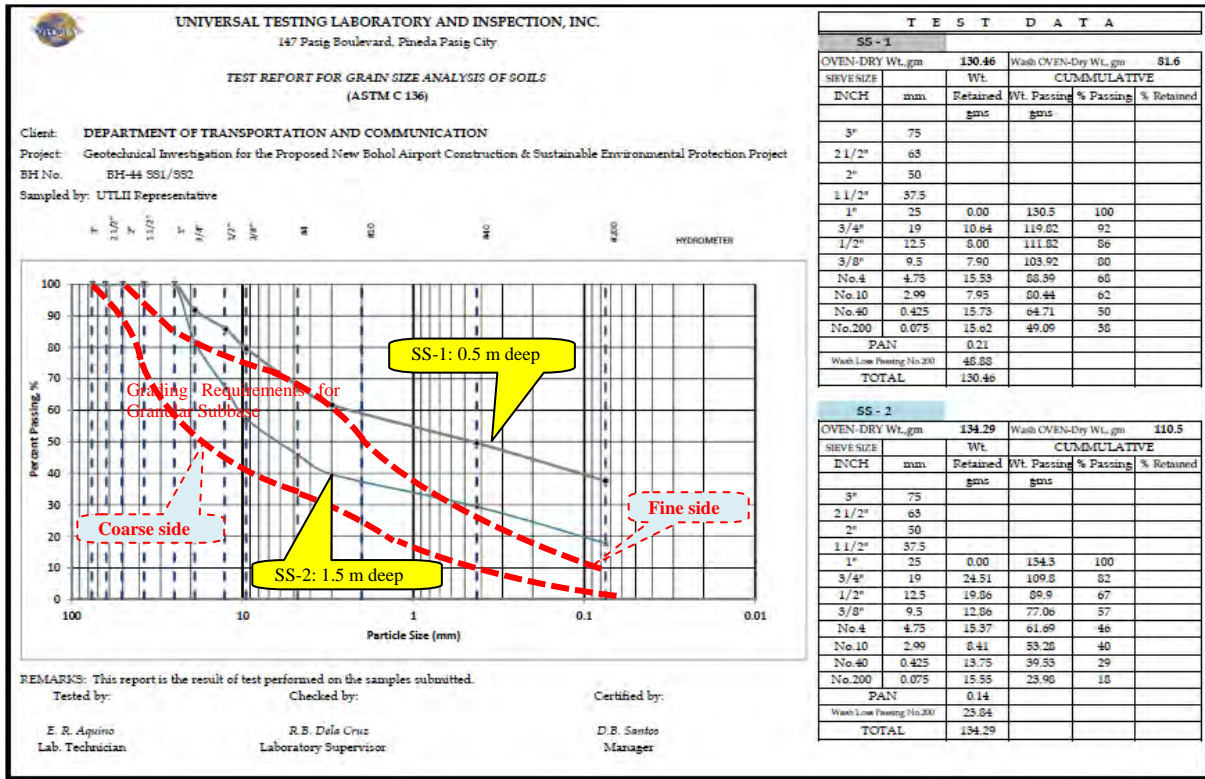 UNIVERSAL TESTING LABORATORY AND INSPECTION, INC.
147 Pasig Boulevard, Pineda Pasig City
TEST REPORT FOR GRAIN SIZE ANALYSIS OF SOILS
(ASTM C 136)
Client: DEPARTMENT OF TRANSPORTATION AND COMMUNICATION
Project: Geotechnical Investigation for the Proposed New Bohol Airport Construction & Sustainable Environmental Protection Project
BH No. BH-44 SS1/SS2
Sampled by: UTLII Representative
3" 2 1/2" 2" 1 1/2" 1" 3/4" 1/2" 3/8" #4 #10 #40 #200 HYDROMETER
100
90
80
70
60
50
40
30
20
10
0
Percent Passing, %
SS-1: 0.5 m deep
Grading Requirements for
Granular Subbase
Coarse side
Fine side
SS-2: 1.5 m deep
100 10 1 0.1 0.01
Particle Size (mm)
REMARKS: This report is the result of test performed on the samples submitted.
Tested by: Checked by: Certified by:
E. R. Aquino R.B. Dela Cruz D.B. Santos
Lab. Technician Laboratory Supervisor Manager
T E S T D A T A
SS - 1
OVEN-DRY Wt.,gm 130.46 Wash OVEN-Dry Wt., gm 81.6
SIEVE SIZE Wt. CUMMULATIVE
INCH mm Retained Wt. Passing % Passing % Retained
gms gms
3" 75
2 1/2" 63
2" 50
1 1/2" 37.5
1" 25 0.00 130.5 100
3/4" 19 10.64 119.82 92
1/2" 12.5 8.00 111.82 86
3/8" 9.5 7.90 103.92 80
No.4 4.75 15.53 88.39 68
No.10 2.99 7.95 80.44 62
No.40 0.425 15.73 64.71 50
No.200 0.075 15.62 49.09 38
PAN 0.21
Wash Loss Passing No.200 48.88
TOTAL 130.46
SS - 2
OVEN-DRY Wt.,gm 134.29 Wash OVEN-Dry Wt., gm 110.5
SIEVE SIZE Wt. CUMMULATIVE
INCH mm Retained Wt. Passing % Passing % Retained
gms gms
3" 75
2 1/2" 63
2" 50
1 1/2" 37.5
1" 25 0.00 134.3 100
3/4" 19 24.51 109.8 82
1/2" 12.5 19.86 89.9 67
3/8" 9.5 12.86 77.06 57
No.4 4.75 15.37 61.69 46
No.10 2.99 8.41 53.28 40
No.40 0.425 13.75 39.53 29
No.200 0.075 15.55 23.98 18
PAN 0.14
Wash Loss Passing No.200 23.84
TOTAL 134.29